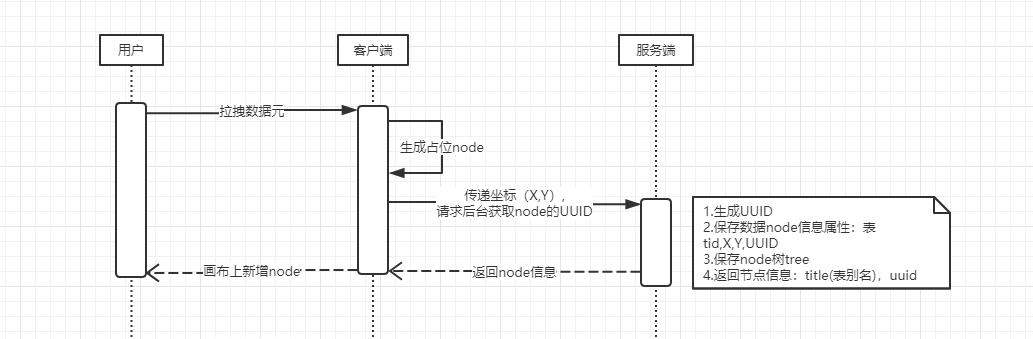 用户
客户端
服务端
拉拽数据元
生成占位node
传递坐标（X,Y），
请求后台获取node的UUID
1.生成UUID
2.保存数据node信息属性：表
tid,X,Y,UUID
3.保存node树tree
4.返回节点信息：title(表别名)，uuid
画布上新增node
返回node信息